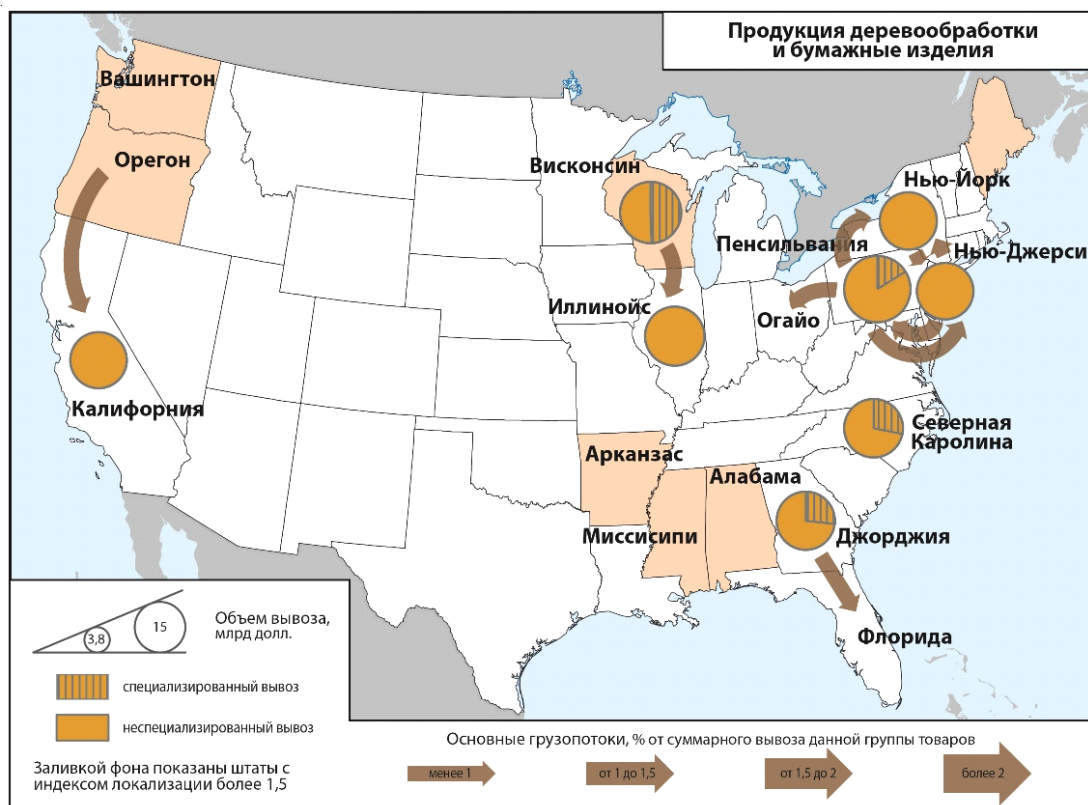 Продукция деревообработки
и бумажные изделия
Вашингтон
Орегон
Висконсин
Нью-Йорк
Пенсильвания
Нью-Джерси
Иллинойс
Огайо
Калифорния
Северная
Каролина
Арканзас
Алабама
Миссисипи
Джорджия
Флорида
3,8
15
Объем вывоза,
млрд долл.
специализированный вывоз
неспециализированный вывоз
Заливкой фона показаны штаты с
индексом локализации более 1,5
Основные грузопотоки, % от суммарного вывоза данной группы товаров
менее 1
от 1 до 1,5
от 1,5 до 2
более 2